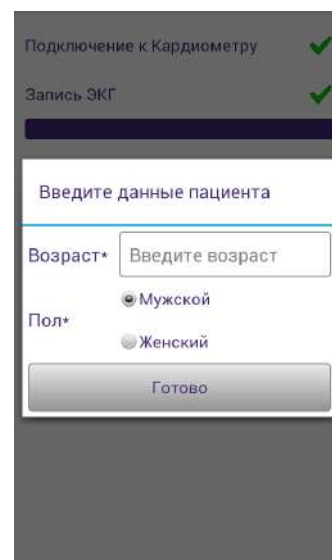 Подключение к Кардиометру
Запись ЭКГ
Введите данные пациента
Возраст*
Введите возраст
Мужской
Пол*
Женский
Готово